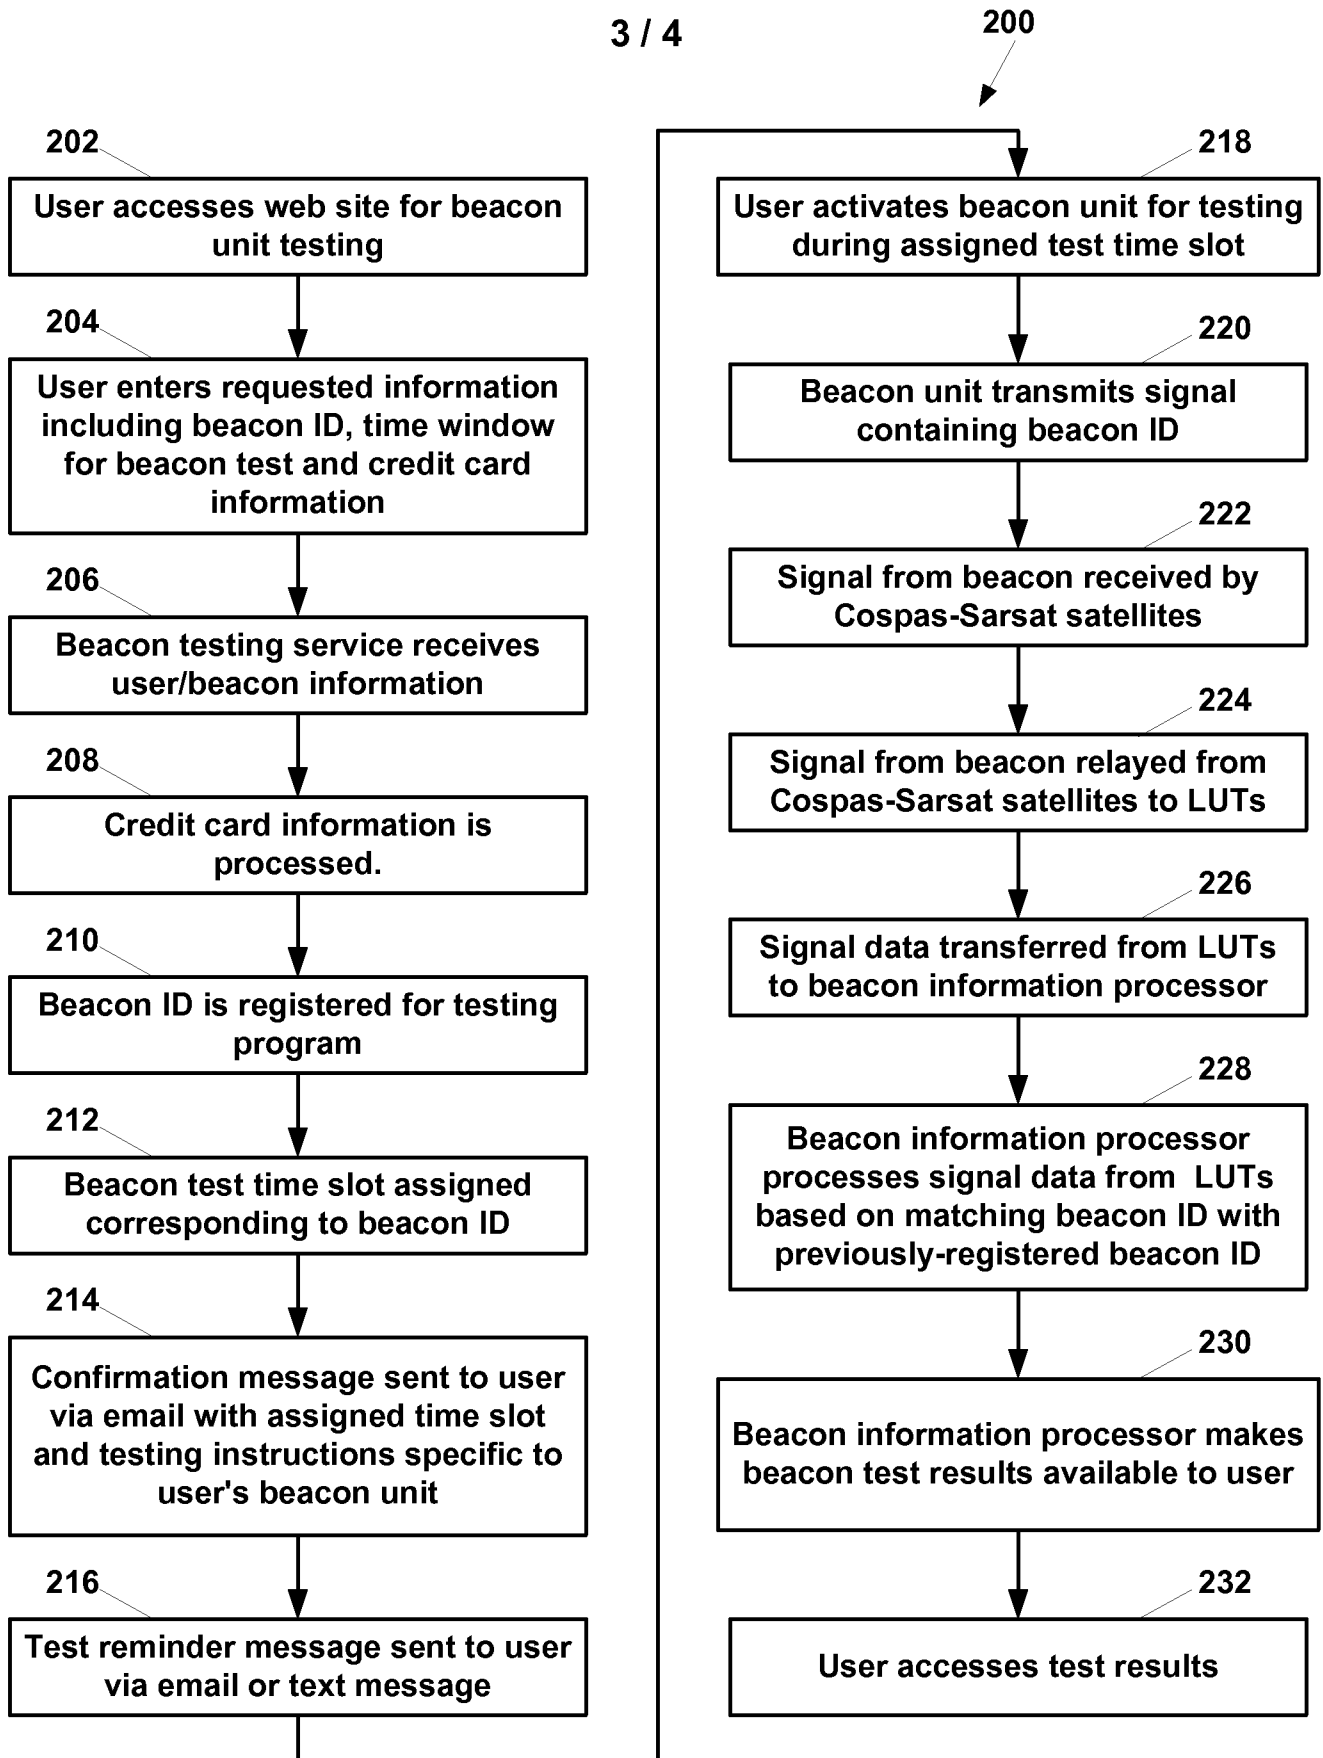 3 / 4
200
202
User accesses web site for beacon
unit testing
204
User enters requested information
including beacon ID, time window
for beacon test and credit card
information
206
Beacon testing service receives
user/beacon information
208
Credit card information is
processed.
210
Beacon ID is registered for testing
program
212
Beacon test time slot assigned
corresponding to beacon ID
214
Confirmation message sent to user
via email with assigned time slot
and testing instructions specific to
user's beacon unit
216
Test reminder message sent to user
via email or text message
218
User activates beacon unit for testing
during assigned test time slot
220
Beacon unit transmits signal
containing beacon ID
222
Signal from beacon received by
Cospas-Sarsat satellites
224
Signal from beacon relayed from
Cospas-Sarsat satellites to LUTs
226
Signal data transferred from LUTs
to beacon information processor
228
Beacon information processor
processes signal data from LUTs
based on matching beacon ID with
previously-registered beacon ID
230
Beacon information processor makes
beacon test results available to user
232
User accesses test results